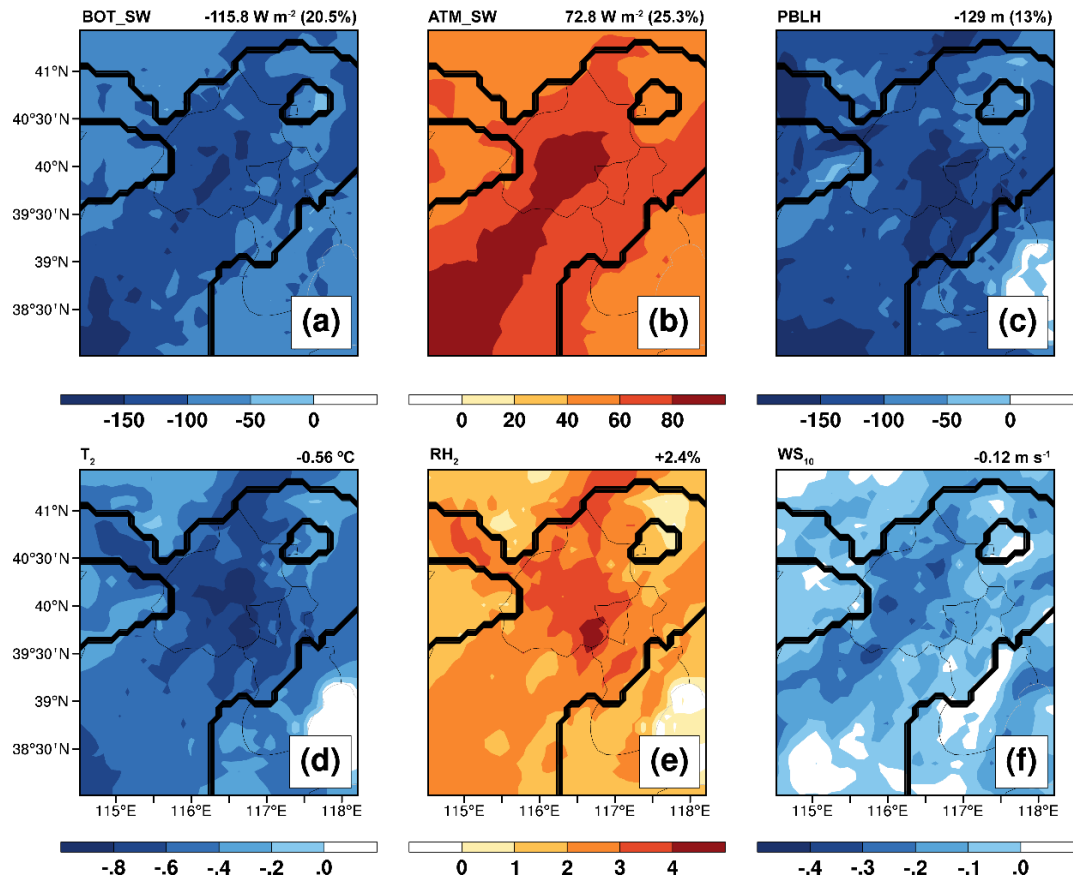 BOT_SW -115.8 W m⁻² (20.5%) ATM_SW 72.8 W m⁻² (25.3%) PBLH -129 m (13%)
41°N
40°30'N
40°N
39°30'N
39°N
38°30'N
(a) (b) (c)
-150 -100 -50 0 0 20 40 60 80 -150 -100 -50 0
T₂ -0.56 °C RH₂ +2.4% WS₁₀ -0.12 m s⁻¹
41°N
40°30'N
40°N
39°30'N
39°N
38°30'N
(d) (e) (f)
115°E 116°E 117°E 118°E 115°E 116°E 117°E 118°E 115°E 116°E 117°E 118°E
-.8 -.6 -.4 -.2 .0 0 1 2 3 4 -.4 -.3 -.2 -.1 .0